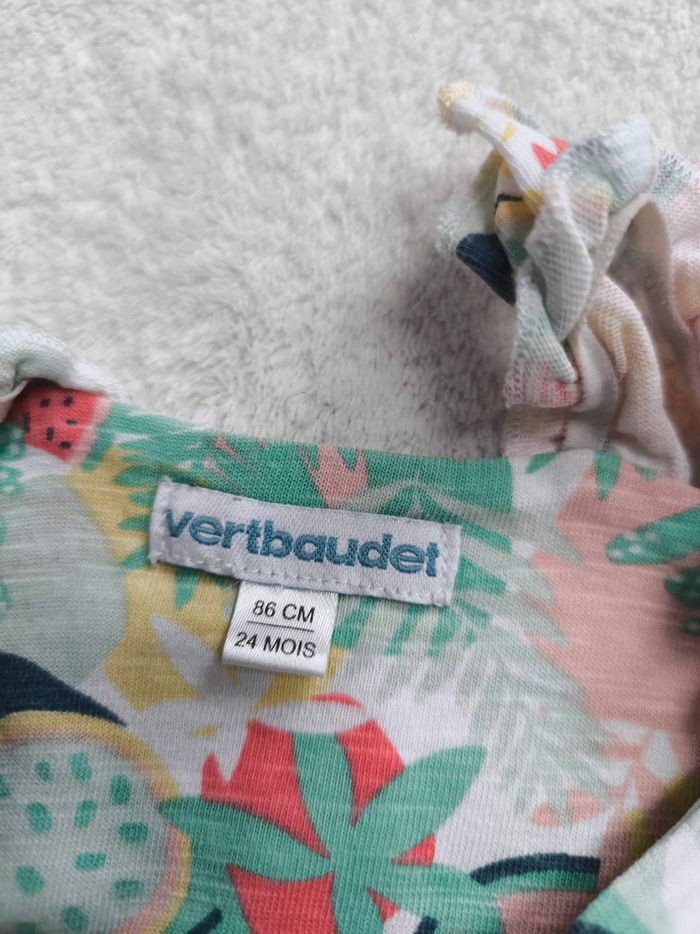 vertbaudet
86 CM
24 MOIS